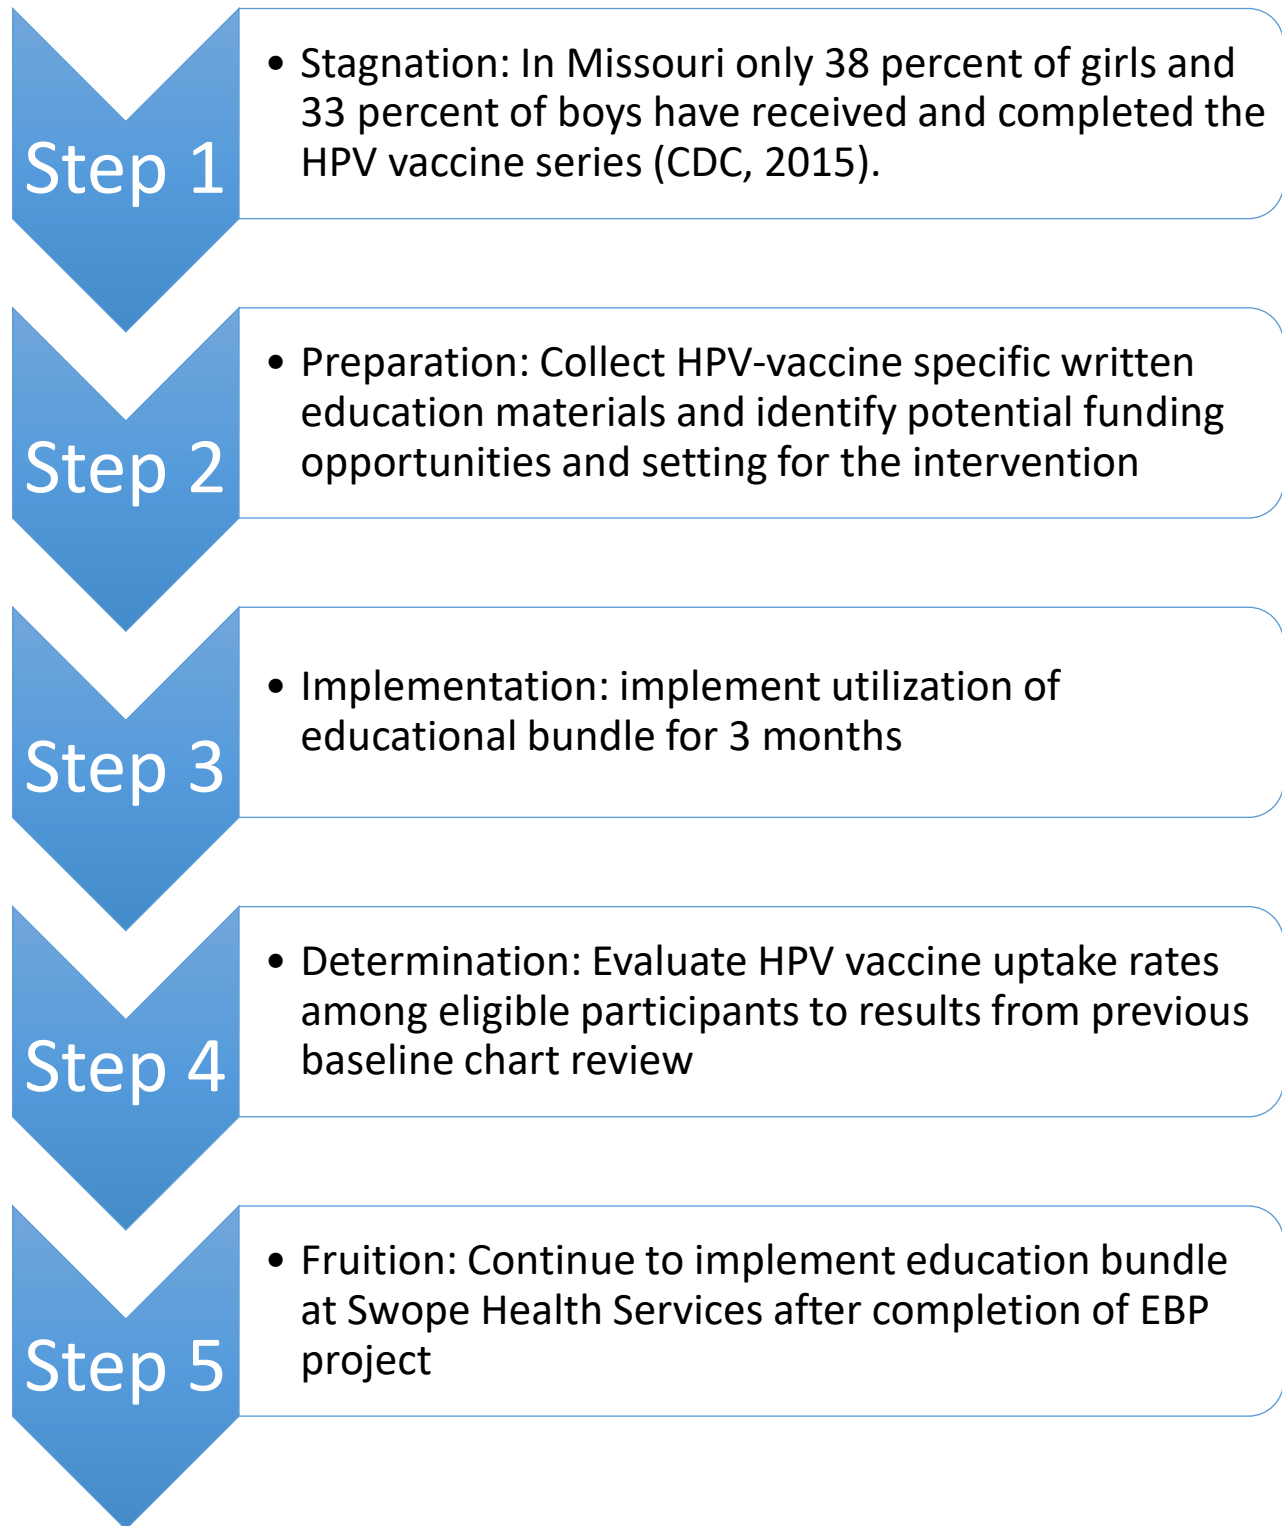 Step 1
• Stagnation: In Missouri only 38 percent of girls and
33 percent of boys have received and completed the
HPV vaccine series (CDC, 2015).
Step 2
• Preparation: Collect HPV-vaccine specific written
education materials and identify potential funding
opportunities and setting for the intervention
Step 3
• Implementation: implement utilization of
educational bundle for 3 months
Step 4
• Determination: Evaluate HPV vaccine uptake rates
among eligible participants to results from previous
baseline chart review
Step 5
• Fruition: Continue to implement education bundle
at Swope Health Services after completion of EBP
project